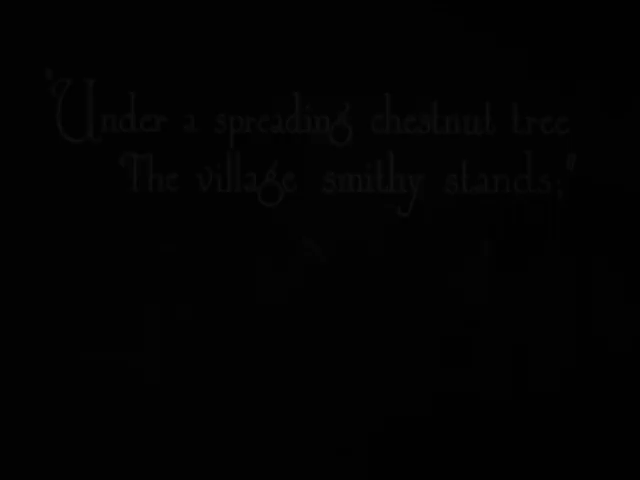 "Under a spreading chestnut tree
The village smithy stands;"